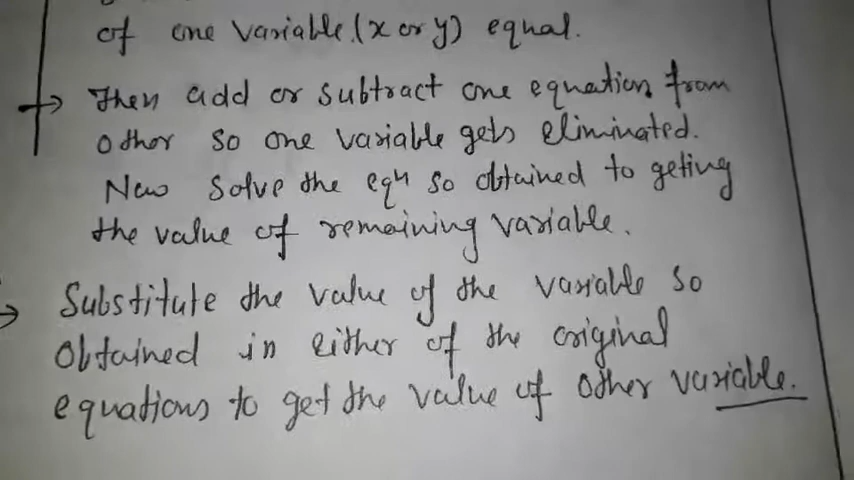 of one variable (x or y) equal.
→ Then add or subtract one equation from
other so one variable gets eliminated.
Now solve the eqn so obtained to geting
the value of remaining variable.
→ Substitute the value of the variable so
obtained in either of the original
equations to get the value of other variable.